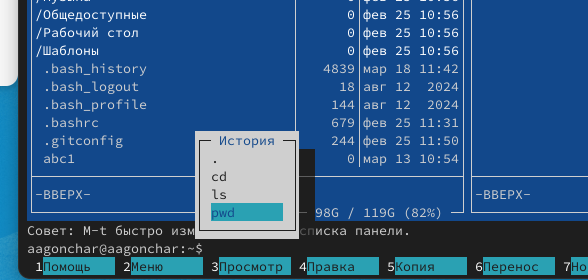 /Общедоступные 0 фев 25 10:56
/Рабочий стол 0 фев 25 10:56
/Шаблоны 0 фев 25 10:56
.bash_history 4839 мар 18 11:42
.bash_logout 18 авг 12 2024
.bash_profile 144 авг 12 2024
.bashrc 679 фев 25 11:31
.gitconfig 244 фев 25 11:50
abc1 0 мар 13 10:54
История
.
cd
ls
pwd
-ВВЕРХ- -ВВЕРХ-
98G / 119G (82%)
Совет: M-t быстро изм списка панели.
aagonchar@aagonchar:~$
1Помощь 2Меню 3Просмотр 4Правка 5Копия 6Перенос 7Но